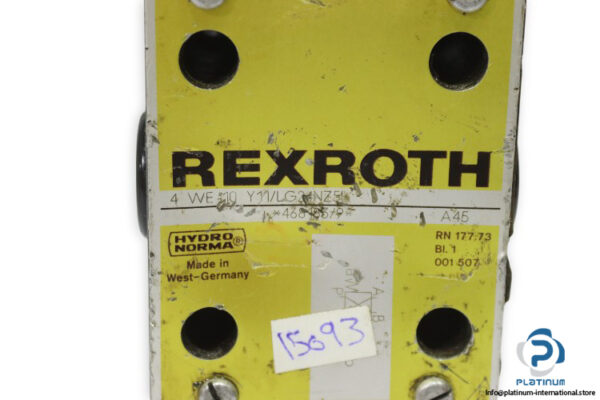 REXROTH
4 WE 10 Y11/LG24NZ5L
A45
HYDRO NORMA®
Made in
West-Germany
RN 177-73
Bl. 1
001 507
A
B
P
15693
PLATINUM
info@platinum-international.store